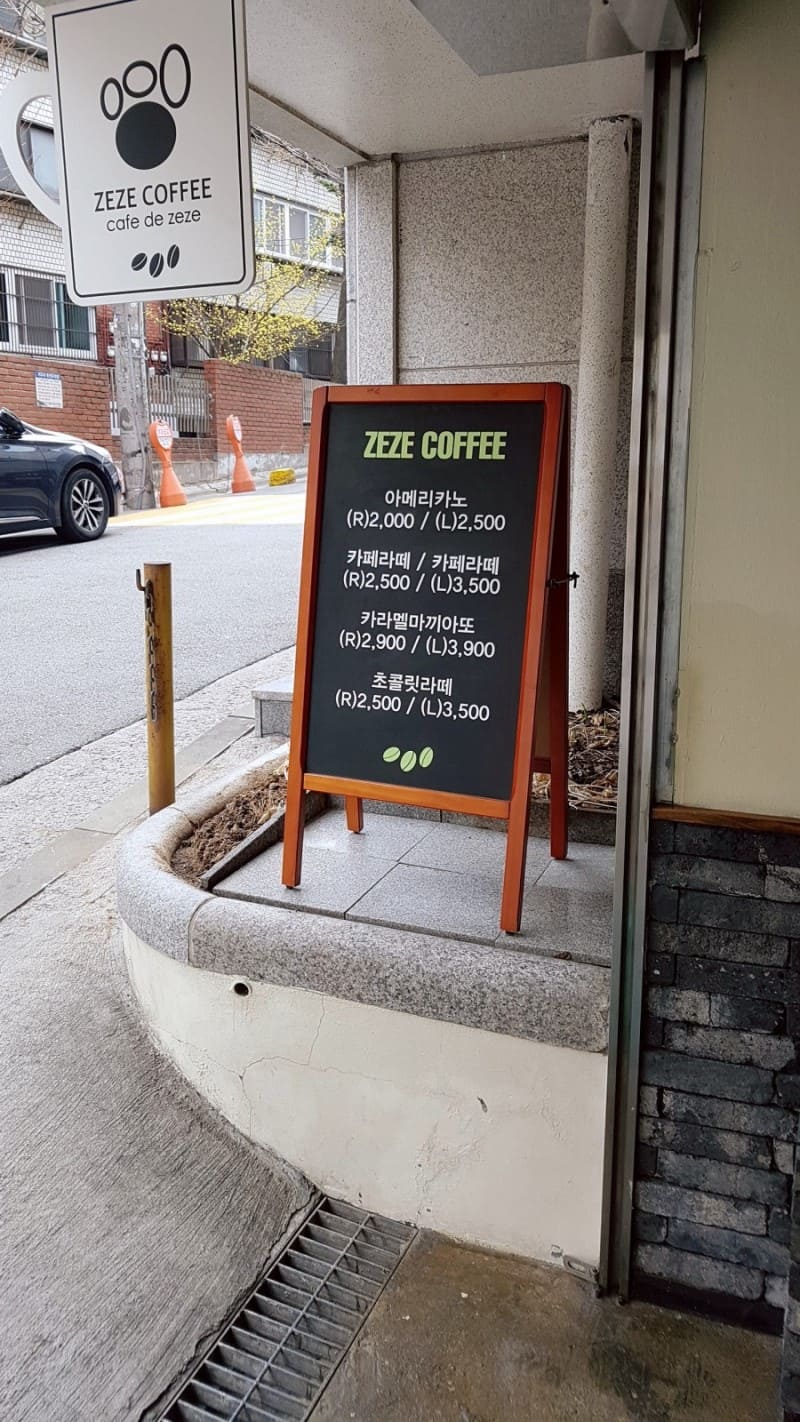 ZEZE COFFEE
cafe de zeze
ZEZE COFFEE
아메리카노
(R)2,000 / (L)2,500
카페라떼 / 카페라떼
(R)2,500 / (L)3,500
카라멜마끼아또
(R)2,900 / (L)3,900
초콜릿라떼
(R)2,500 / (L)3,500